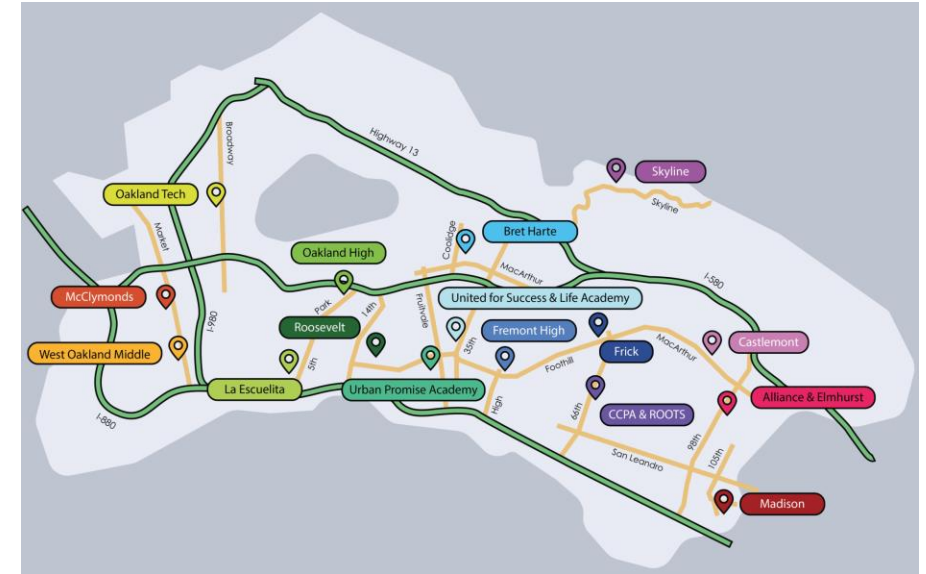 Broadway
Highway 13
Skyline
Skyline
Oakland Tech
Market
Bret Harte
Coolidge
Oakland High
MacArthur
I-580
McClymonds
Park
14th
Fruitvale
United for Success & Life Academy
I-980
Roosevelt
35th
Fremont High
Frick
MacArthur
Castlemont
West Oakland Middle
5th
Foothill
La Escuelita
Urban Promise Academy
High
66th
CCPA & ROOTS
Alliance & Elmhurst
I-880
San Leandro
98th
105th
Madison